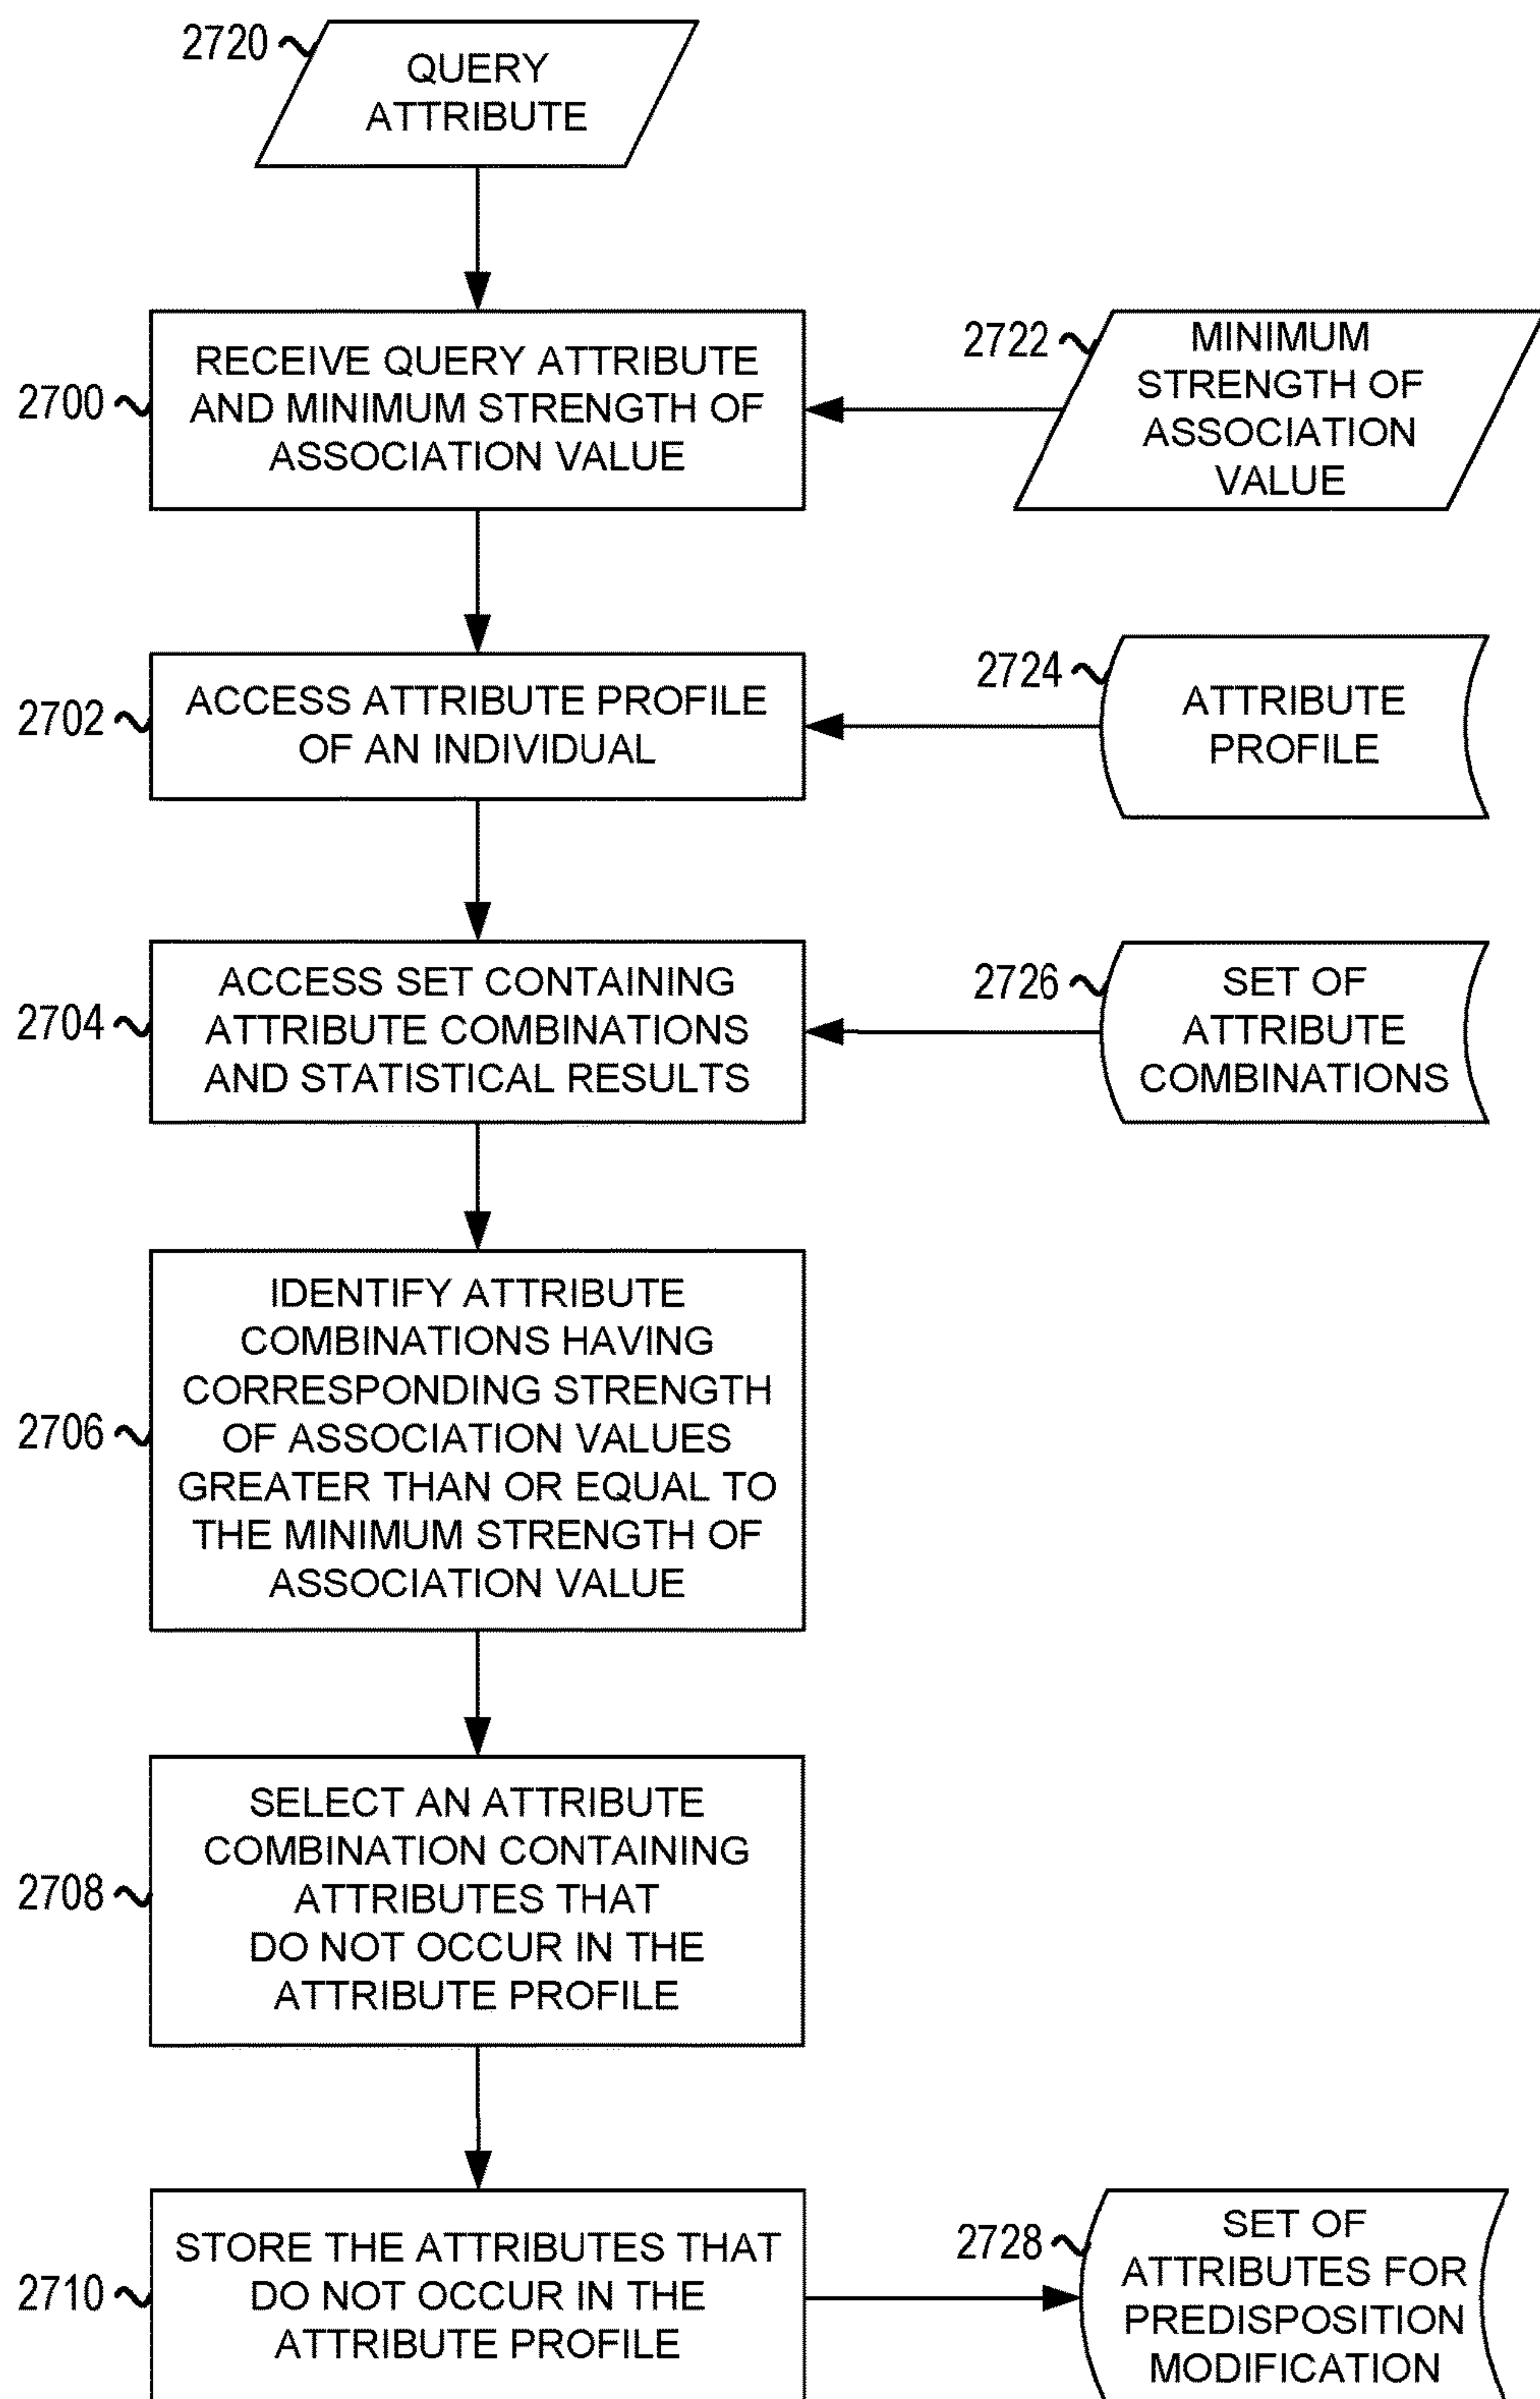 2720
QUERY
ATTRIBUTE
2700
RECEIVE QUERY ATTRIBUTE
AND MINIMUM STRENGTH OF
ASSOCIATION VALUE
2722
MINIMUM
STRENGTH OF
ASSOCIATION
VALUE
2702
ACCESS ATTRIBUTE PROFILE
OF AN INDIVIDUAL
2724
ATTRIBUTE
PROFILE
2704
ACCESS SET CONTAINING
ATTRIBUTE COMBINATIONS
AND STATISTICAL RESULTS
2726
SET OF
ATTRIBUTE
COMBINATIONS
2706
IDENTIFY ATTRIBUTE
COMBINATIONS HAVING
CORRESPONDING STRENGTH
OF ASSOCIATION VALUES
GREATER THAN OR EQUAL TO
THE MINIMUM STRENGTH OF
ASSOCIATION VALUE
2708
SELECT AN ATTRIBUTE
COMBINATION CONTAINING
ATTRIBUTES THAT
DO NOT OCCUR IN THE
ATTRIBUTE PROFILE
2710
STORE THE ATTRIBUTES THAT
DO NOT OCCUR IN THE
ATTRIBUTE PROFILE
2728
SET OF
ATTRIBUTES FOR
PREDISPOSITION
MODIFICATION